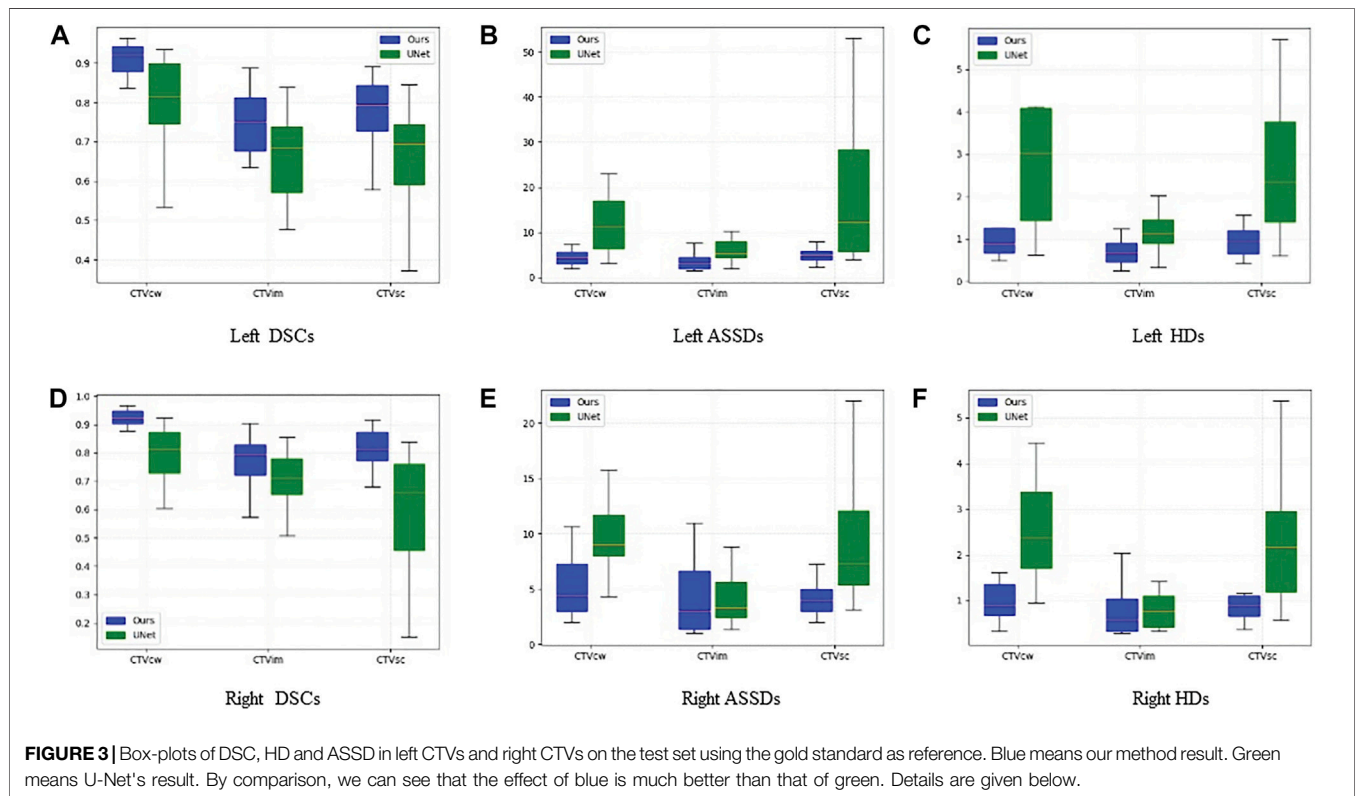 A
Ours
UNet
0.9
0.8
0.7
0.6
0.5
0.4
CTVcw CTVim CTVsc
Left DSCs
B
Ours
UNet
50
40
30
20
10
0
CTVcw CTVim CTVsc
Left ASSDs
C
Ours
UNet
5
4
3
2
1
0
CTVcw CTVim CTVsc
Left HDs
D
1.0
0.9
0.8
0.7
0.6
0.5
0.4
0.3
0.2
Ours
UNet
CTVcw CTVim CTVsc
Right DSCs
E
Ours
UNet
20
15
10
5
0
CTVcw CTVim CTVsc
Right ASSDs
F
Ours
UNet
5
4
3
2
1
CTVcw CTVim CTVsc
Right HDs
FIGURE 3 | Box-plots of DSC, HD and ASSD in left CTVs and right CTVs on the test set using the gold standard as reference. Blue means our method result. Green
means U-Net's result. By comparison, we can see that the effect of blue is much better than that of green. Details are given below.